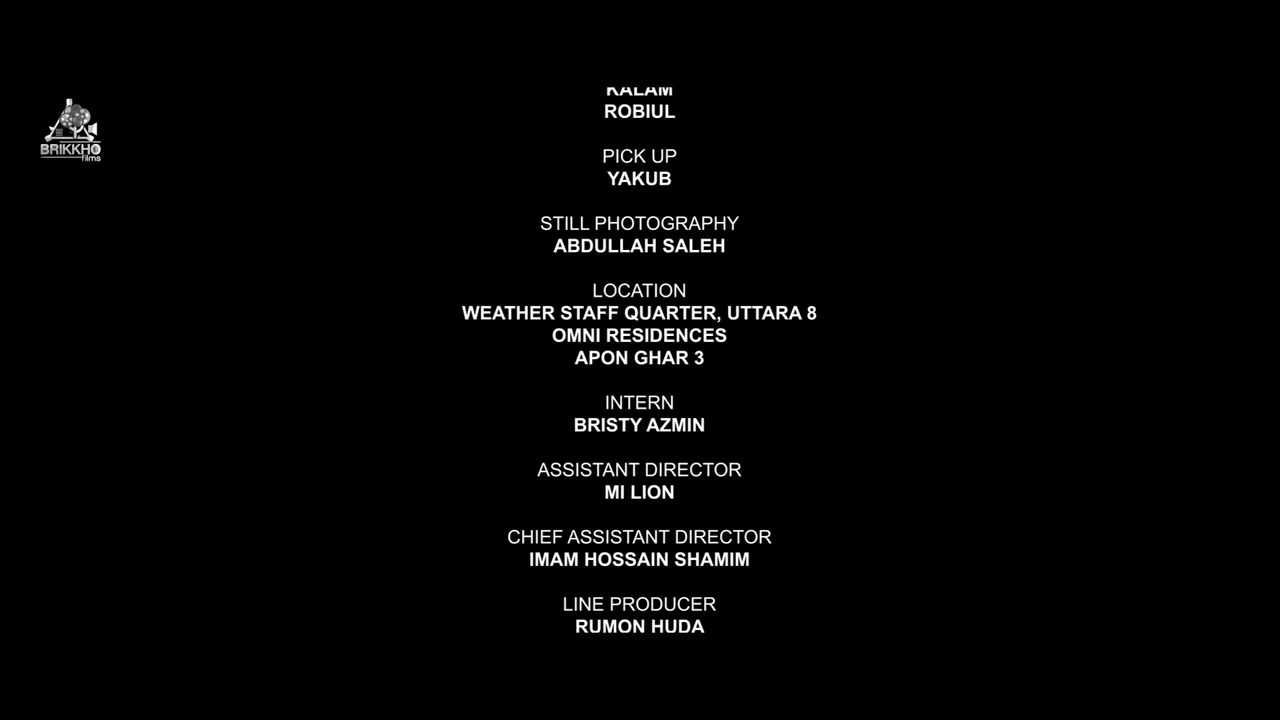 KALAM
ROBIUL
BRIKKHO
films
PICK UP
YAKUB
STILL PHOTOGRAPHY
ABDULLAH SALEH
LOCATION
WEATHER STAFF QUARTER, UTTARA 8
OMNI RESIDENCES
APON GHAR 3
INTERN
BRISTY AZMIN
ASSISTANT DIRECTOR
MI LION
CHIEF ASSISTANT DIRECTOR
IMAM HOSSAIN SHAMIM
LINE PRODUCER
RUMON HUDA